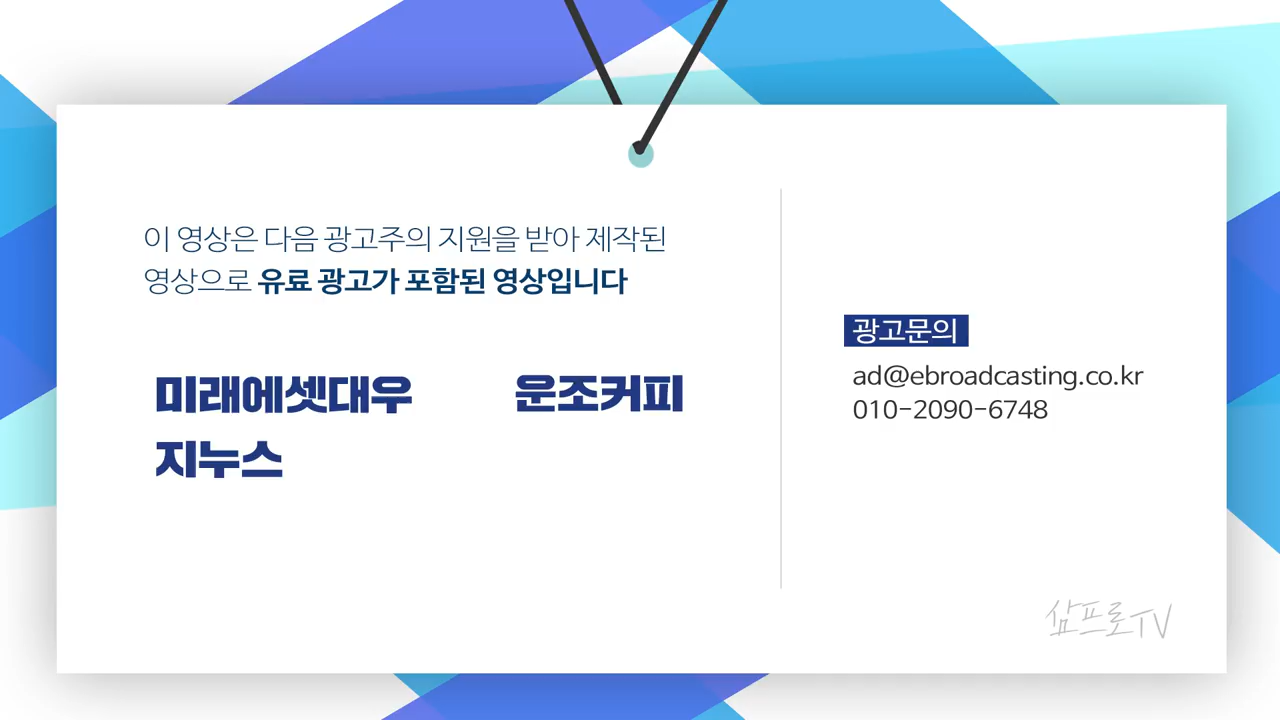 이 영상은 다음 광고주의 지원을 받아 제작된
영상으로 유료 광고가 포함된 영상입니다
미래에셋대우 운조커피
지누스
광고문의
ad@ebroadcasting.co.kr
010-2090-6748
삼프로TV